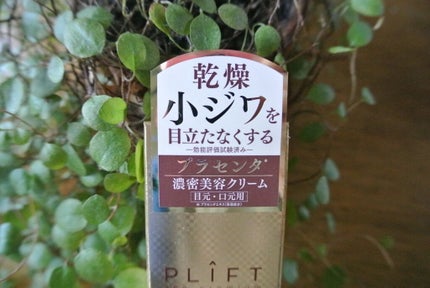 乾燥
小ジワを
目立たなくする
―効能評価試験済み―
プラセンタ*
濃密美容クリーム
目元・口元用
PLiFT